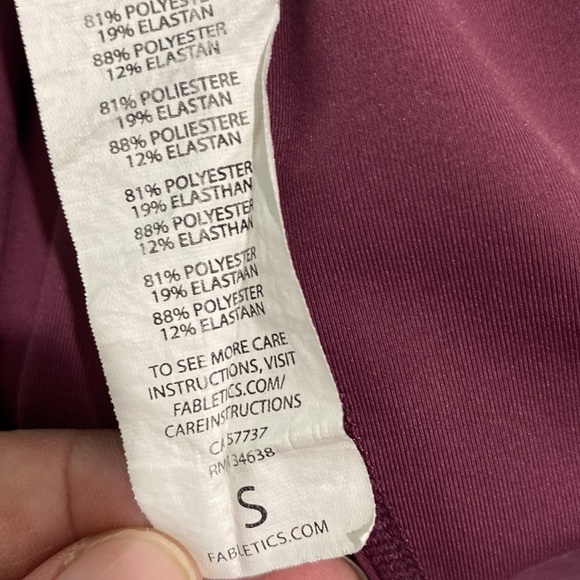 81% POLYESTER
19% ELASTAN
88% POLYESTER
12% ELASTAN
81% POLIESTERE
19% ELASTAN
88% POLIESTERE
12% ELASTAN
81% POLYESTER
19% ELASTHAN
88% POLYESTER
12% ELASTHAN
81% POLYESTER
19% ELASTAAN
88% POLYESTER
12% ELASTAAN
TO SEE MORE CARE
INSTRUCTIONS, VISIT
FABLETICS.COM/
CAREINSTRUCTIONS
CA57737
RN134638
S
FABLETICS.COM